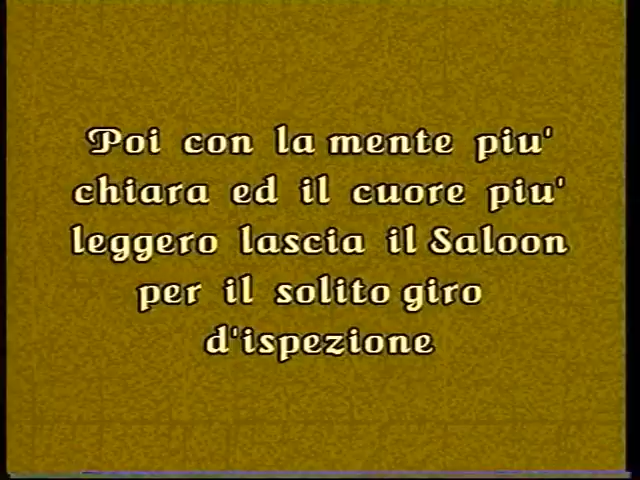 Poi con la mente piu'
chiara ed il cuore piu'
leggero lascia il Saloon
per il solito giro
d'ispezione